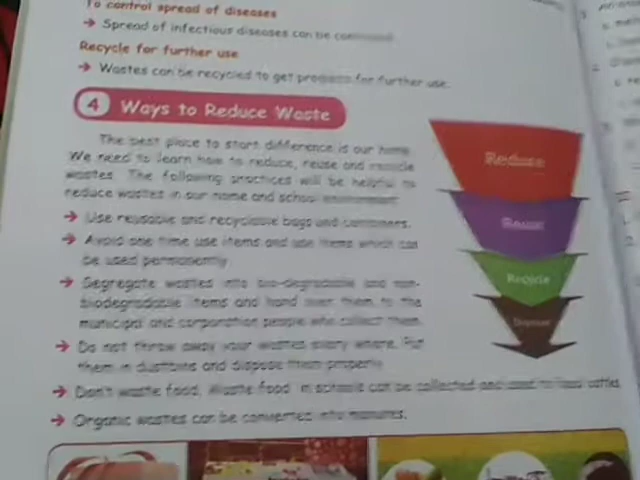 To control spread of diseases
→ Spread of infectious diseases can be controlled.
Recycle for further use
→ Wastes can be recycled to get products for further use.
4 Ways to Reduce Waste
The best place to start difference is our home.
We need to learn how to reduce, reuse and recycle
wastes. The following practices will be helpful to
reduce wastes in our home and school environment.
→ Use reusable and recyclable bags and containers.
→ Avoid one time use items and use items which can
be used permanently.
→ Segregate wastes into bio-degradable and non-
biodegradable items and hand over them to the
municipal and corporation people who collect them.
→ Do not throw away your wastes every where. Put
them in dustbins and dispose them properly.
→ Don't waste food. Waste food in schools can be collected and used to feed cattles.
→ Organic wastes can be converted into manures.
Reduce
Reuse
Recycle